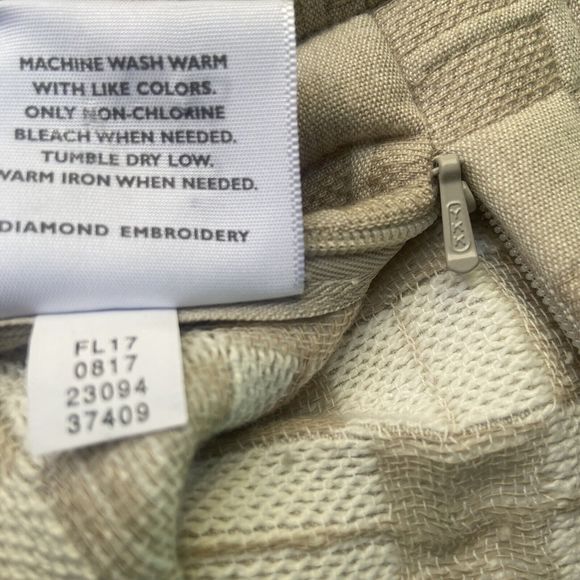 MACHINE WASH WARM
WITH LIKE COLORS.
ONLY NON-CHLORINE
BLEACH WHEN NEEDED.
TUMBLE DRY LOW.
WARM IRON WHEN NEEDED.
DIAMOND EMBROIDERY
FL17
0817
23094
37409
YKK